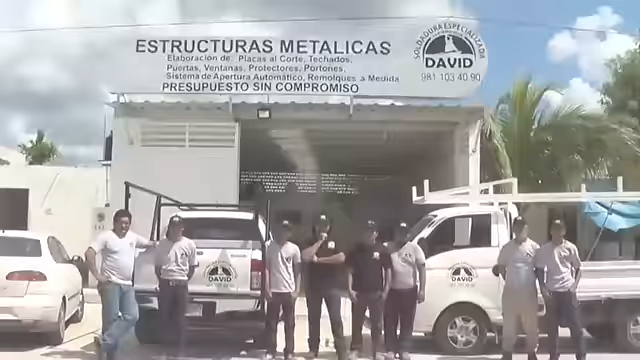 ESTRUCTURAS METALICAS
Elaboración de: Placas al Corte, Techados,
Puertas, Ventanas, Protectores, Portones,
Sistema de Apertura Automático, Remolques a Medida
PRESUPUESTO SIN COMPROMISO
SOLDADURA ESPECIALIZADA
DAVID
981 103 40 90
DAVID
DAVID